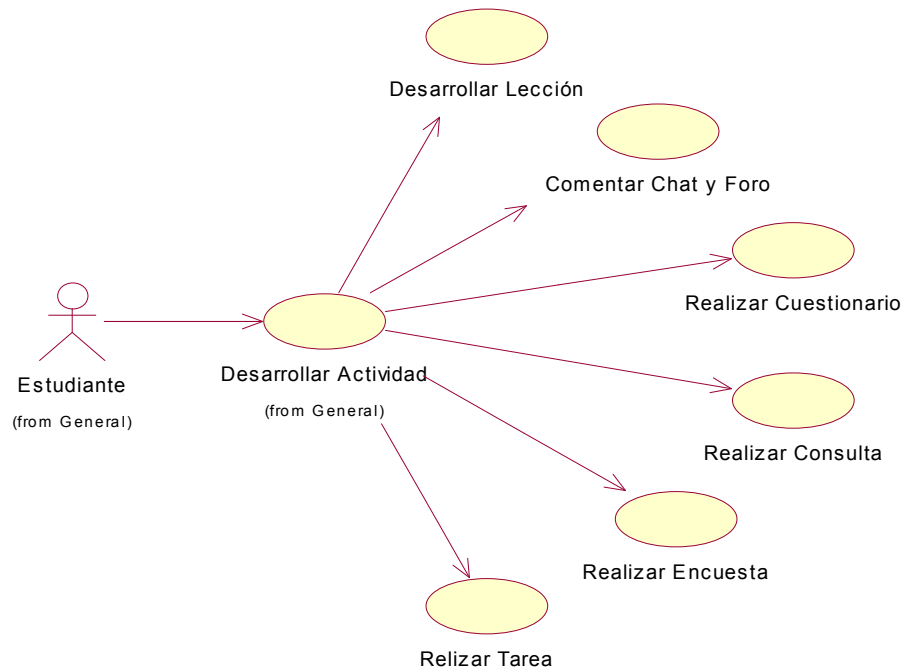 Desarrollar Lección
Comentar Chat y Foro
Realizar Cuestionario
Estudiante
(from General)
Desarrollar Actividad
(from General)
Realizar Consulta
Realizar Encuesta
Relizar Tarea